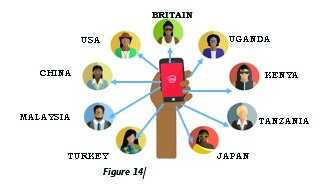 BRITAIN
USA
UGANDA
CHINA
KENYA
MALAYSIA
TANZANIA
TURKEY
JAPAN
Figure 14/